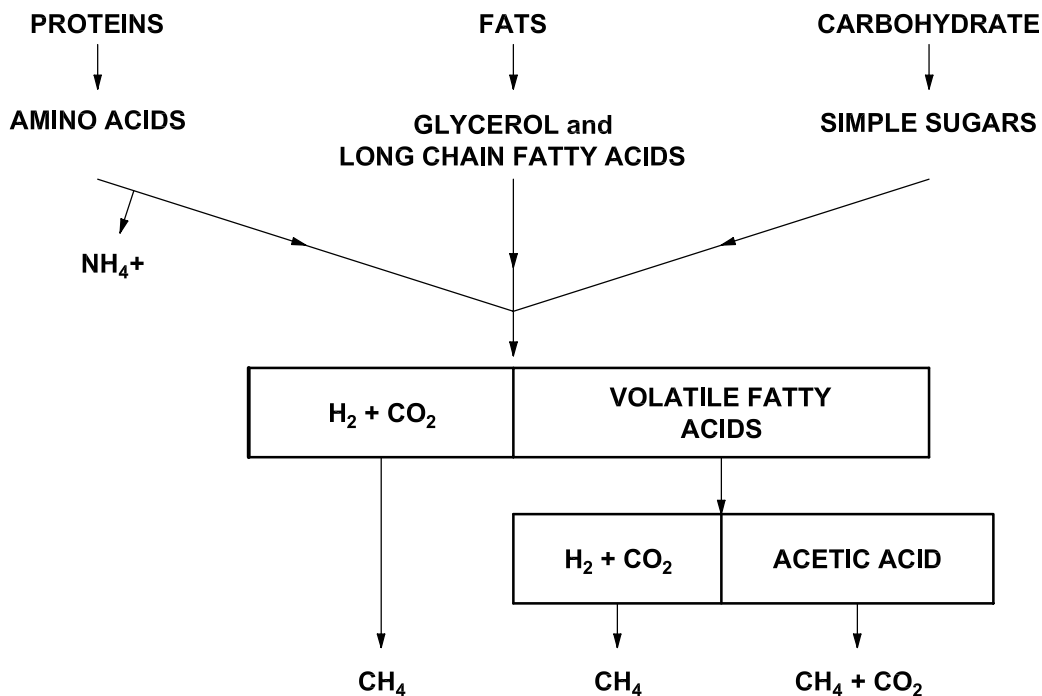 PROTEINS
FATS
CARBOHYDRATE
AMINO ACIDS
GLYCEROL and
LONG CHAIN FATTY ACIDS
SIMPLE SUGARS
NH₄+
H₂ + CO₂
VOLATILE FATTY
ACIDS
H₂ + CO₂
ACETIC ACID
CH₄
CH₄
CH₄ + CO₂